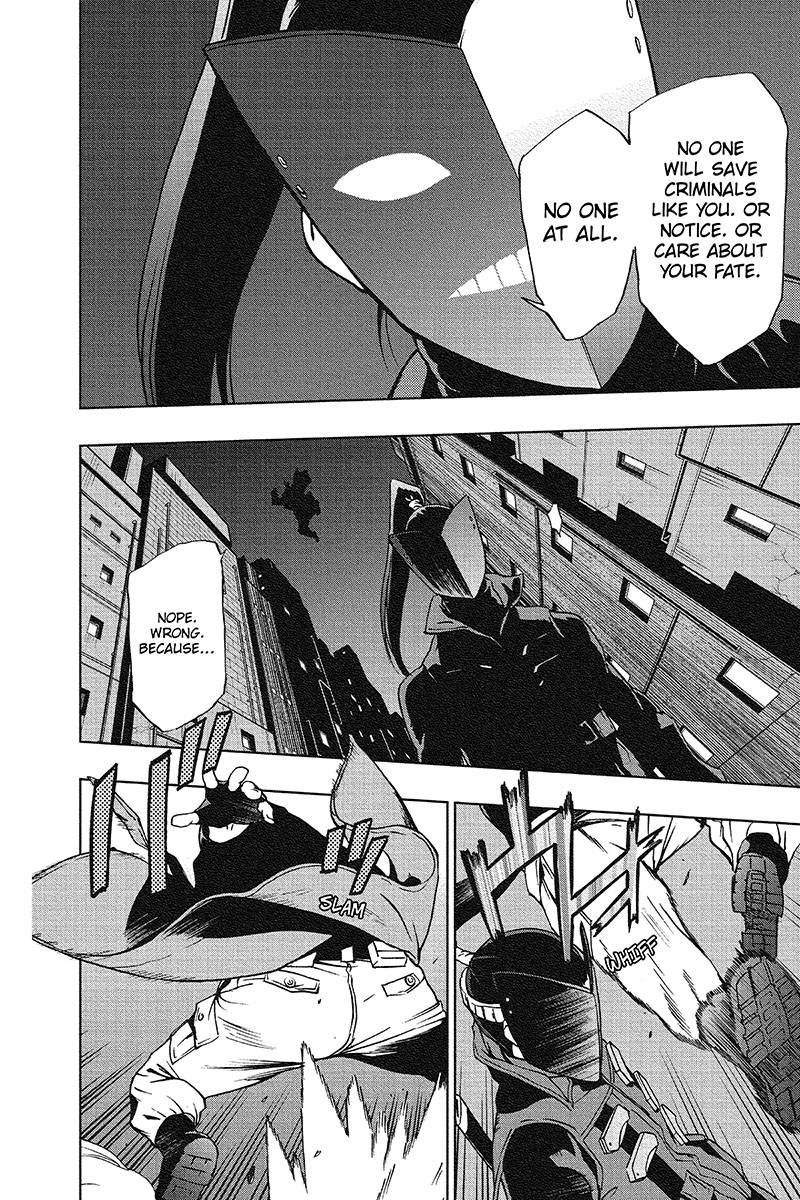 NO ONE
WILL SAVE
CRIMINALS
LIKE YOU. OR
NOTICE. OR
CARE ABOUT
YOUR FATE.
NO ONE
AT ALL.
NOPE.
WRONG.
BECAUSE...
WHIFF
SLAM